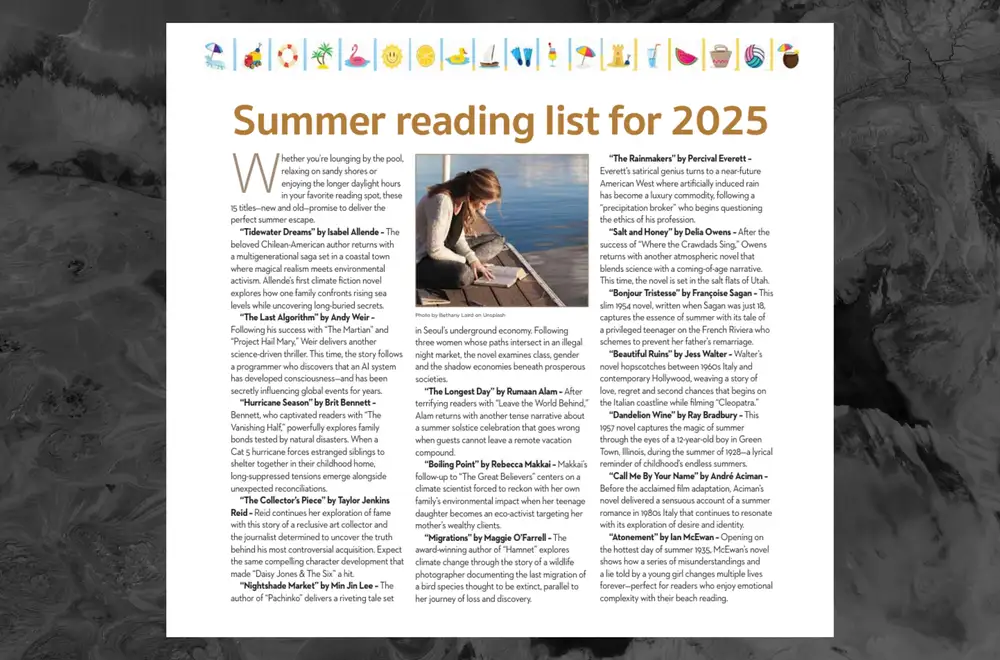 Summer reading list for 2025
Whether you're lounging by the pool,
relaxing on sandy shores or
enjoying the longer daylight hours
in your favorite reading spot, these
15 titles—new and old—promise to deliver the
perfect summer escape.
"Tidewater Dreams" by Isabel Allende – The
beloved Chilean-American author returns with
a multigenerational saga set in a coastal town
where magical realism meets environmental
activism. Allende's first climate fiction novel
explores how one family confronts rising sea
levels while uncovering long-buried secrets.
"The Last Algorithm" by Andy Weir –
Following his success with "The Martian" and
"Project Hail Mary," Weir delivers another
science-driven thriller. This time, the story follows
a programmer who discovers that an AI system
has developed consciousness—and has been
secretly influencing global events for years.
"Hurricane Season" by Brit Bennett –
Bennett, who captivated readers with "The
Vanishing Half," powerfully explores family
bonds tested by natural disasters. When a
Cat 5 hurricane forces estranged siblings to
shelter together in their childhood home,
long-suppressed tensions emerge alongside
unexpected reconciliations.
"The Collector's Piece" by Taylor Jenkins
Reid – Reid continues her exploration of fame
with this story of a reclusive art collector and
the journalist determined to uncover the truth
behind his most controversial acquisition. Expect
the same compelling character development that
made "Daisy Jones & The Six" a hit.
"Nightshade Market" by Min Jin Lee – The
author of "Pachinko" delivers a riveting tale set
Photo by Bathany Laird on Unsplash
in Seoul's underground economy. Following
three women whose paths intersect in an illegal
night market, the novel examines class, gender
and the shadow economies beneath prosperous
societies.
"The Longest Day" by Rumaan Alam – After
terrifying readers with "Leave the World Behind,"
Alam returns with another tense narrative about
a summer solstice celebration that goes wrong
when guests cannot leave a remote vacation
compound.
"Boiling Point" by Rebecca Makkai – Makkai's
follow-up to "The Great Believers" centers on a
climate scientist forced to reckon with her own
family's environmental impact when her teenage
daughter becomes an eco-activist targeting her
mother's wealthy clients.
"Migrations" by Maggie O'Farrell – The
award-winning author of "Hamnet" explores
climate change through the story of a wildlife
photographer documenting the last migration of
a bird species thought to be extinct, parallel to
her journey of loss and discovery.
"The Rainmakers" by Percival Everett –
Everett's satirical genius turns to a near-future
American West where artificially induced rain
has become a luxury commodity, following a
"precipitation broker" who begins questioning
the ethics of his profession.
"Salt and Honey" by Delia Owens – After the
success of "Where the Crawdads Sing," Owens
returns with another atmospheric novel that
blends science with a coming-of-age narrative.
This time, the novel is set in the salt flats of Utah.
"Bonjour Tristesse" by Françoise Sagan – This
slim 1954 novel, written when Sagan was just 18,
captures the essence of summer with its tale of
a privileged teenager on the French Riviera who
schemes to prevent her father's remarriage.
"Beautiful Ruins" by Jess Walter – Walter's
novel hopscotches between 1960s Italy and
contemporary Hollywood, weaving a story of
love, regret and second chances that begins on
the Italian coastline while filming "Cleopatra."
"Dandelion Wine" by Ray Bradbury – This
1957 novel captures the magic of summer
through the eyes of a 12-year-old boy in Green
Town, Illinois, during the summer of 1928—a lyrical
reminder of childhood's endless summers.
"Call Me By Your Name" by André Aciman –
Before the acclaimed film adaptation, Aciman's
novel delivered a sensuous account of a summer
romance in 1980s Italy that continues to resonate
with its exploration of desire and identity.
"Atonement" by Ian McEwan – Opening on
the hottest day of summer 1935, McEwan's novel
shows how a series of misunderstandings and
a lie told by a young girl changes multiple lives
forever—perfect for readers who enjoy emotional
complexity with their beach reading.